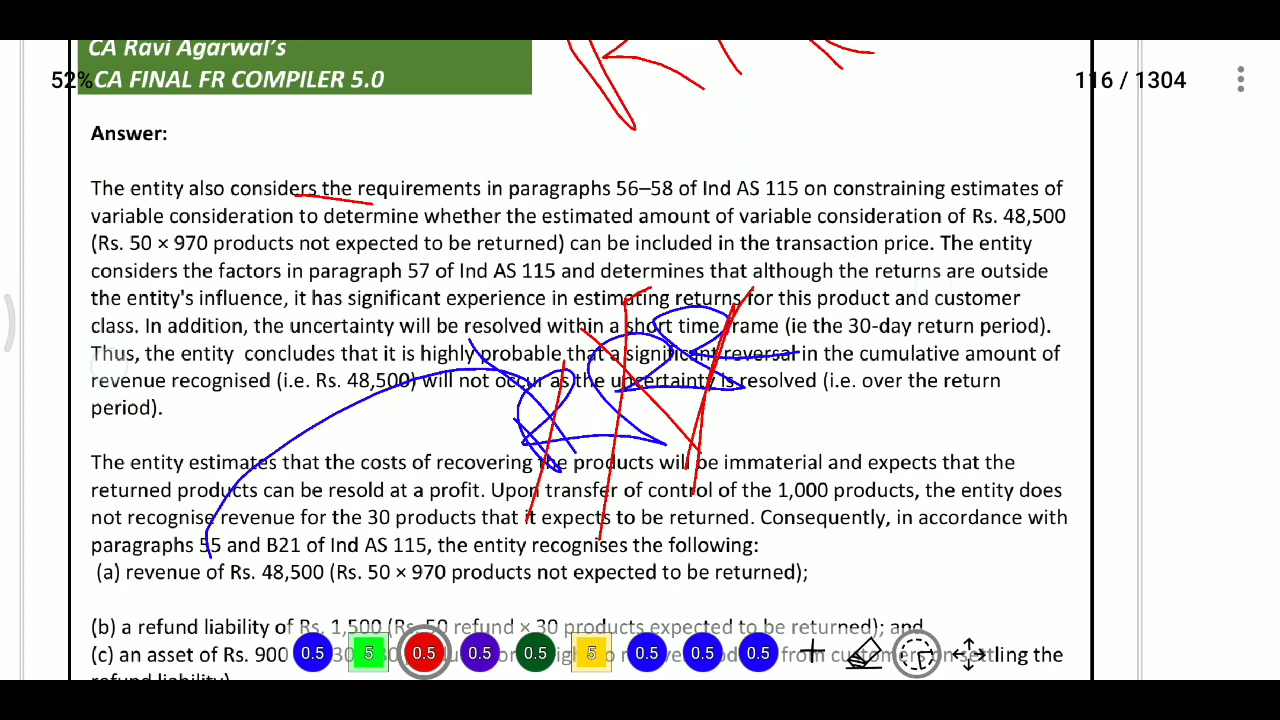 CA Ravi Agarwal's
52% CA FINAL FR COMPILER 5.0
116 / 1304
Answer:
The entity also considers the requirements in paragraphs 56–58 of Ind AS 115 on constraining estimates of
variable consideration to determine whether the estimated amount of variable consideration of Rs. 48,500
(Rs. 50 × 970 products not expected to be returned) can be included in the transaction price. The entity
considers the factors in paragraph 57 of Ind AS 115 and determines that although the returns are outside
the entity's influence, it has significant experience in estimating returns for this product and customer
class. In addition, the uncertainty will be resolved within a short time frame (ie the 30-day return period).
Thus, the entity concludes that it is highly probable that a significant reversal in the cumulative amount of
revenue recognised (i.e. Rs. 48,500) will not occur as the uncertainty is resolved (i.e. over the return
period).
The entity estimates that the costs of recovering the products will be immaterial and expects that the
returned products can be resold at a profit. Upon transfer of control of the 1,000 products, the entity does
not recognise revenue for the 30 products that it expects to be returned. Consequently, in accordance with
paragraphs 55 and B21 of Ind AS 115, the entity recognises the following:
(a) revenue of Rs. 48,500 (Rs. 50 × 970 products not expected to be returned);
(b) a refund liability of Rs. 1,500 (Rs. 50 refund × 30 products expected to be returned); and
(c) an asset of Rs. 900 from customers on settling the
0.5 5 0.5 0.5 0.5 5 0.5 0.5 0.5